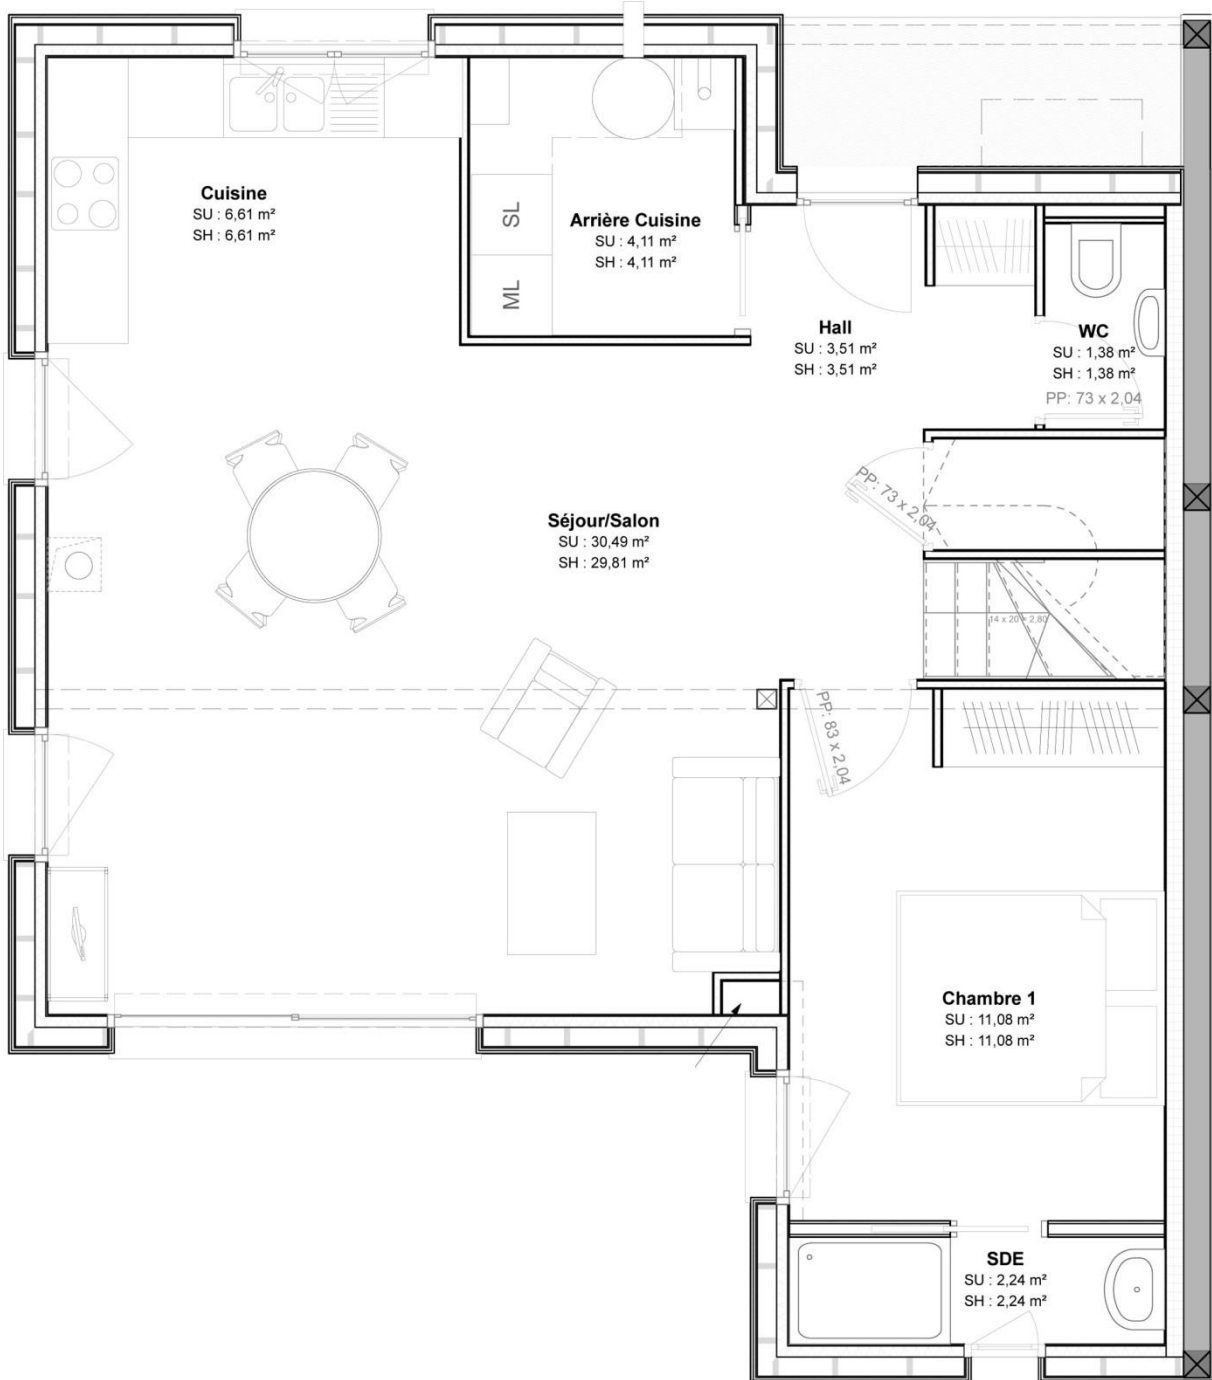 Cuisine
SU : 6,61 m²
SH : 6,61 m²
SL
ML
Arrière Cuisine
SU : 4,11 m²
SH : 4,11 m²
Hall
SU : 3,51 m²
SH : 3,51 m²
WC
SU : 1,38 m²
SH : 1,38 m²
PP: 73 x 2,04
PP: 73 x 2,04
Séjour/Salon
SU : 30,49 m²
SH : 29,81 m²
14 x 20 = 2,80
PP: 83 x 2,04
Chambre 1
SU : 11,08 m²
SH : 11,08 m²
SDE
SU : 2,24 m²
SH : 2,24 m²